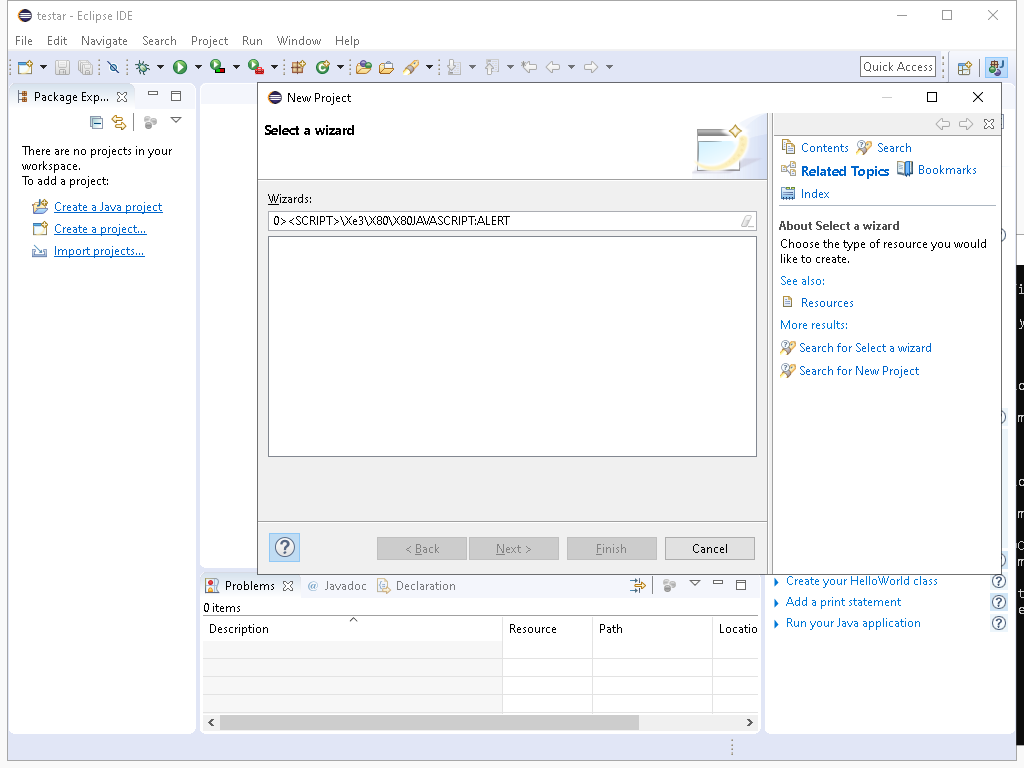 testar - Eclipse IDE
File Edit Navigate Search Project Run Window Help
Quick Access
Package Exp...
There are no projects in your
workspace.
To add a project:
Create a Java project
Create a project...
Import projects...
New Project
Select a wizard
Wizards:
0><SCRIPT>\Xe3\X80\X80JAVASCRIPT:ALERT
< Back Next > Finish Cancel
Contents Search
Related Topics Bookmarks
Index
About Select a wizard
Choose the type of resource you would
like to create.
See also:
Resources
More results:
Search for Select a wizard
Search for New Project
Problems @ Javadoc Declaration
0 items
Description Resource Path Locatio
Create your HelloWorld class
Add a print statement
Run your Java application